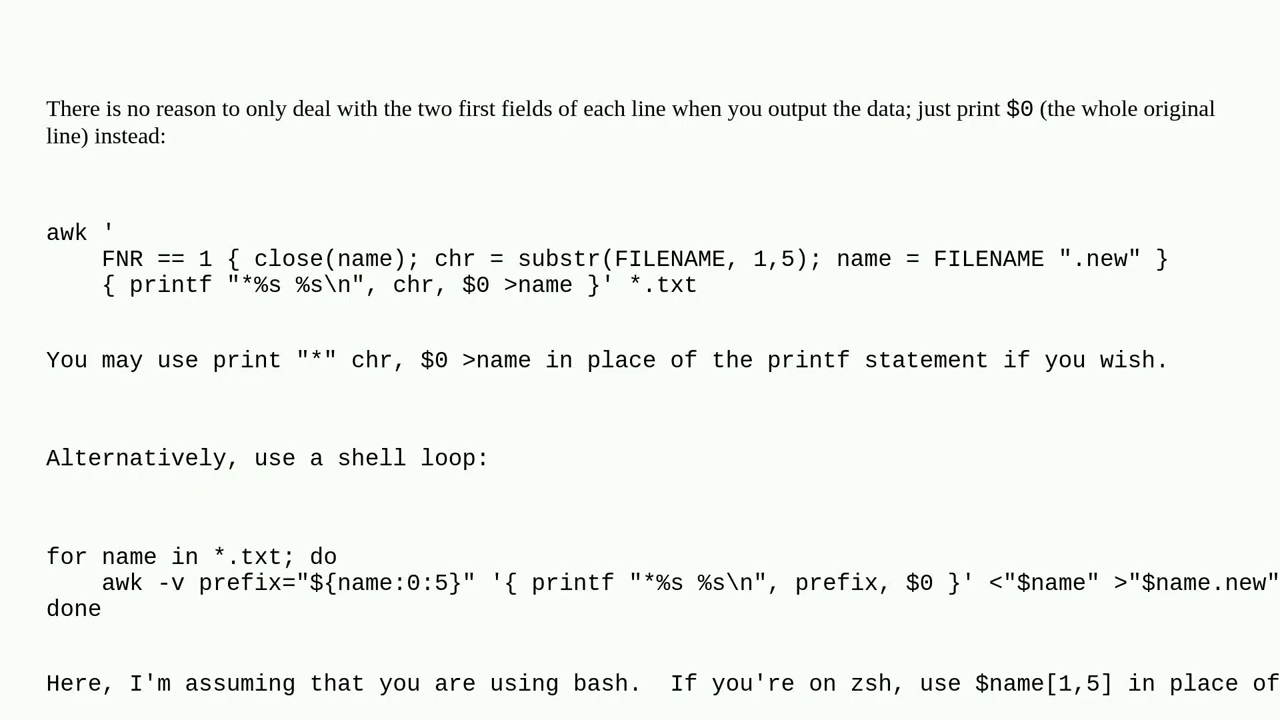 There is no reason to only deal with the two first fields of each line when you output the data; just print $0 (the whole original
line) instead:
awk '
    FNR == 1 { close(name); chr = substr(FILENAME, 1,5); name = FILENAME ".new" }
    { printf "*%s %s\n", chr, $0 >name }' *.txt
You may use print "*" chr, $0 >name in place of the printf statement if you wish.
Alternatively, use a shell loop:
for name in *.txt; do
    awk -v prefix="${name:0:5}" '{ printf "*%s %s\n", prefix, $0 }' <"$name" >"$name.new"
done
Here, I'm assuming that you are using bash.  If you're on zsh, use $name[1,5] in place of